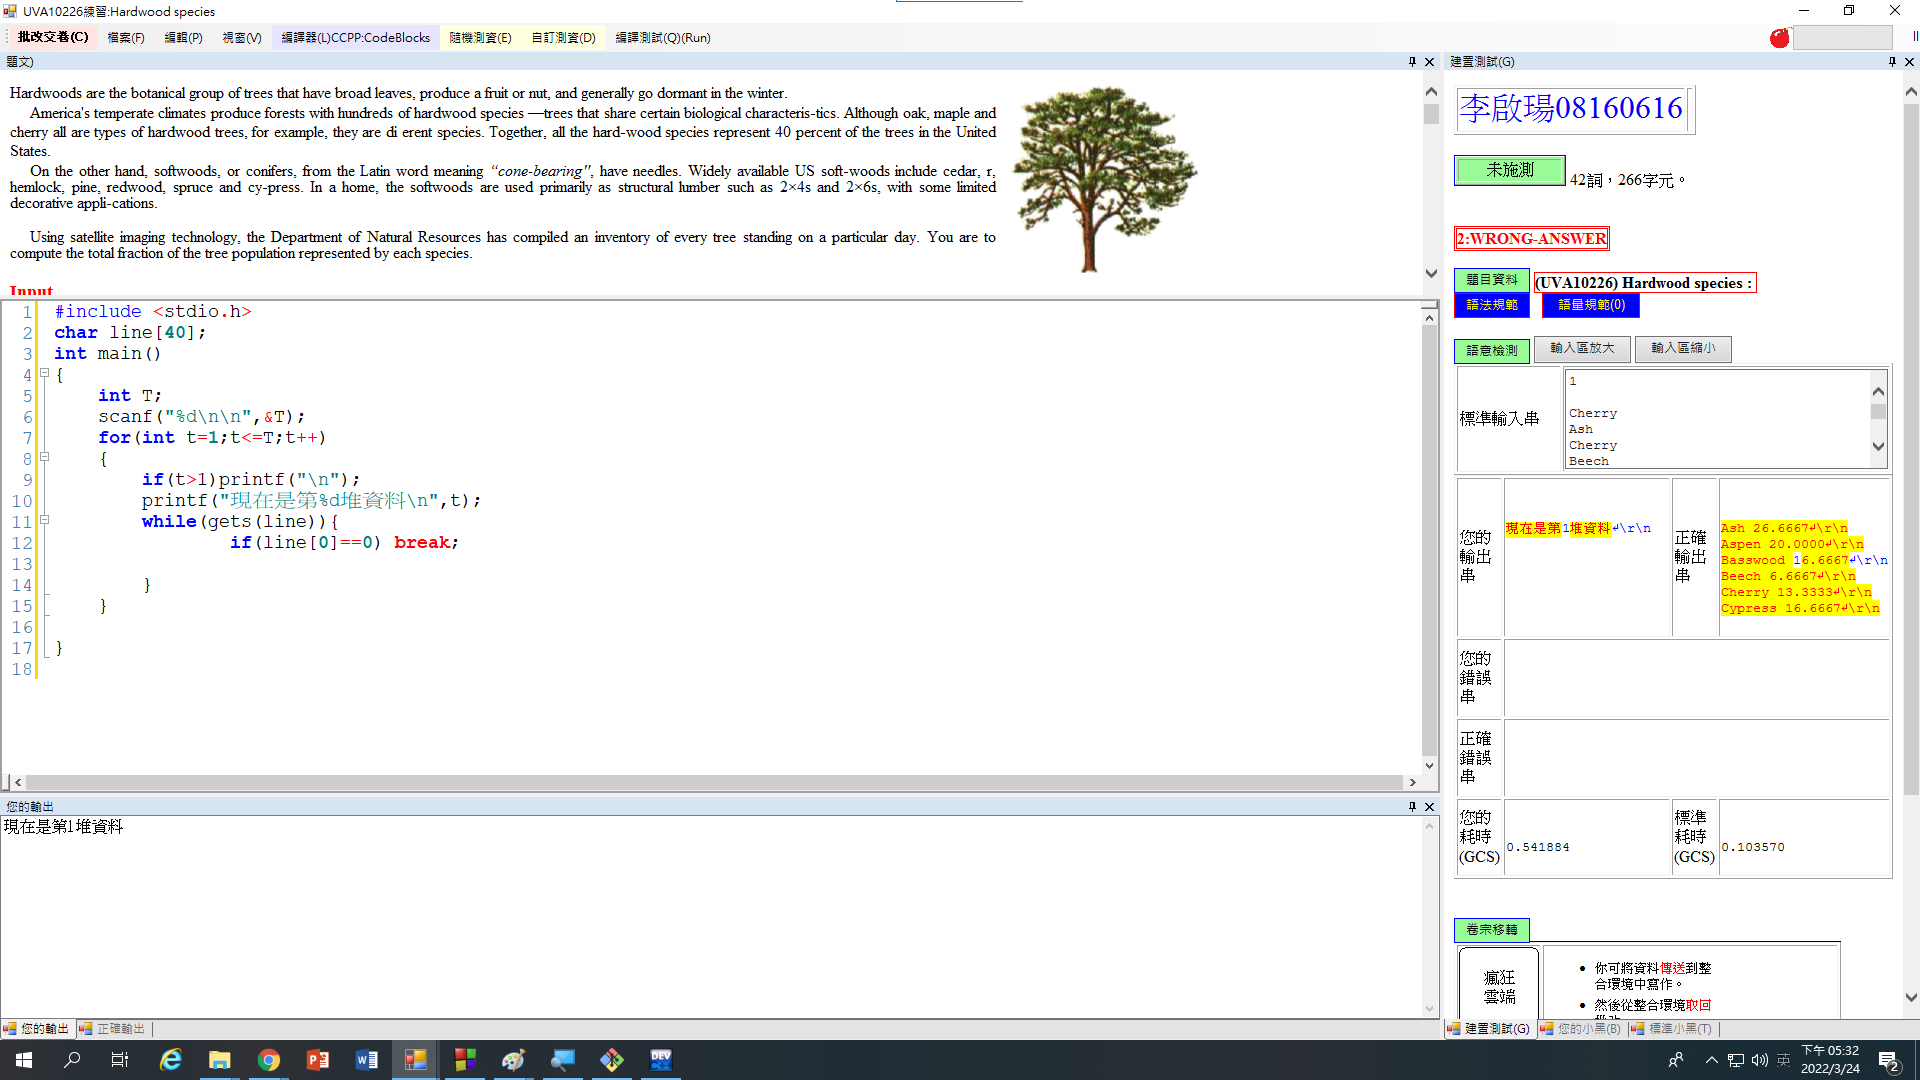 UVA10226練習:Hardwood species
批改交卷(C) 檔案(F) 編輯(P) 視窗(V) 編譯器(L)CCPP:CodeBlocks 隨機測資(E) 自訂測資(D) 編譯測試(Q)(Run)
題文)
Hardwoods are the botanical group of trees that have broad leaves, produce a fruit or nut, and generally go dormant in the winter.
America's temperate climates produce forests with hundreds of hardwood species —trees that share certain biological characteris-tics. Although oak, maple and
cherry all are types of hardwood trees, for example, they are di erent species. Together, all the hard-wood species represent 40 percent of the trees in the United
States.
On the other hand, softwoods, or conifers, from the Latin word meaning “cone-bearing”, have needles. Widely available US soft-woods include cedar, r,
hemlock, pine, redwood, spruce and cy-press. In a home, the softwoods are used primarily as structural lumber such as 2×4s and 2×6s, with some limited
decorative appli-cations.
Using satellite imaging technology, the Department of Natural Resources has compiled an inventory of every tree standing on a particular day. You are to
compute the total fraction of the tree population represented by each species.
Input
1 #include <stdio.h>
2 char line[40];
3 int main()
4 {
5 int T;
6 scanf("%d\n\n",&T);
7 for(int t=1;t<=T;t++)
8 {
9 if(t>1)printf("\n");
10 printf("現在是第%d堆資料\n",t);
11 while(gets(line)){
12 if(line[0]==0) break;
13
14 }
15 }
16
17 }
18
您的輸出
現在是第1堆資料
您的輸出 正確輸出
建置測試(G)
李啟瑒08160616
未施測 42詞，266字元。
2:WRONG-ANSWER
題目資料 (UVA10226) Hardwood species :
語法規範 語量規範(0)
語意檢測 輸入區放大 輸入區縮小
標準輸入串
1
Cherry
Ash
Cherry
Beech
您的輸出串
現在是第1堆資料↲\r\n
正確輸出串
Ash 26.6667↲\r\n
Aspen 20.0000↲\r\n
Basswood 16.6667↲\r\n
Beech 6.6667↲\r\n
Cherry 13.3333↲\r\n
Cypress 16.6667↲\r\n
您的錯誤串
正確錯誤串
您的耗時(GCS) 0.541884 標準耗時(GCS) 0.103570
卷宗移轉
瘋狂雲端
• 你可將資料傳送到整
合環境中寫作。
• 然後從整合環境取回
建置測試(G) 您的小黑(B) 標準小黑(T)
英
下午 05:32
2022/3/24
2